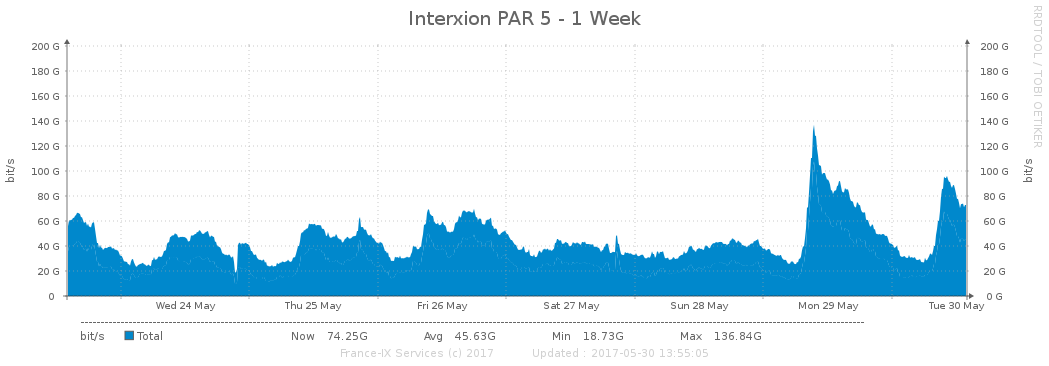 Interxion PAR 5 - 1 Week
RRDTOOL / TOBI OETIKER
200 G 200 G
180 G 180 G
160 G 160 G
140 G 140 G
120 G 120 G
100 G 100 G
80 G 80 G
60 G 60 G
40 G 40 G
20 G 20 G
0 0 G
bit/s
bit/s
Wed 24 May Thu 25 May Fri 26 May Sat 27 May Sun 28 May Mon 29 May Tue 30 May
bit/s Total Now 74.25G Avg 45.63G Min 18.73G Max 136.84G
France-IX Services (c) 2017 Updated : 2017-05-30 13:55:05